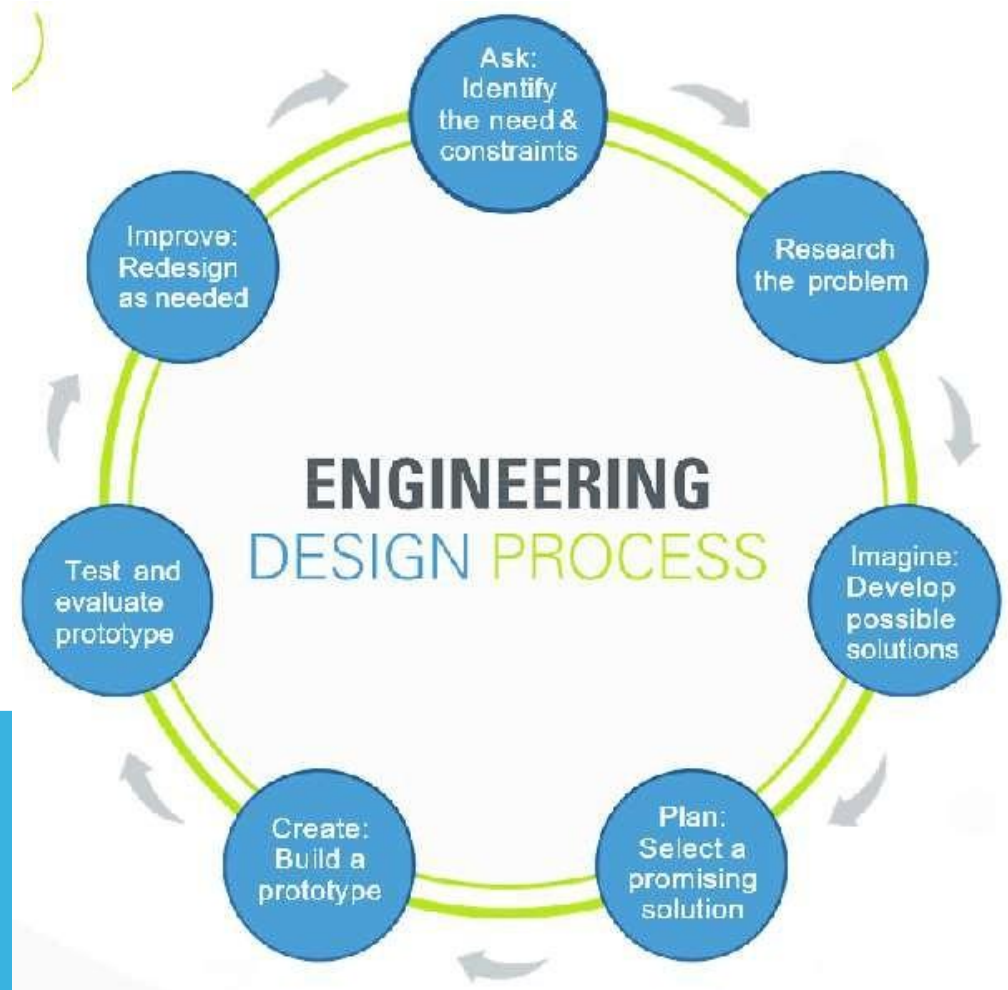 Ask:
Identify
the need &
constraints
Research
the problem
Imagine:
Develop
possible
solutions
Plan:
Select a
promising
solution
Create:
Build a
prototype
Test and
evaluate
prototype
Improve:
Redesign
as needed
ENGINEERING
DESIGN PROCESS